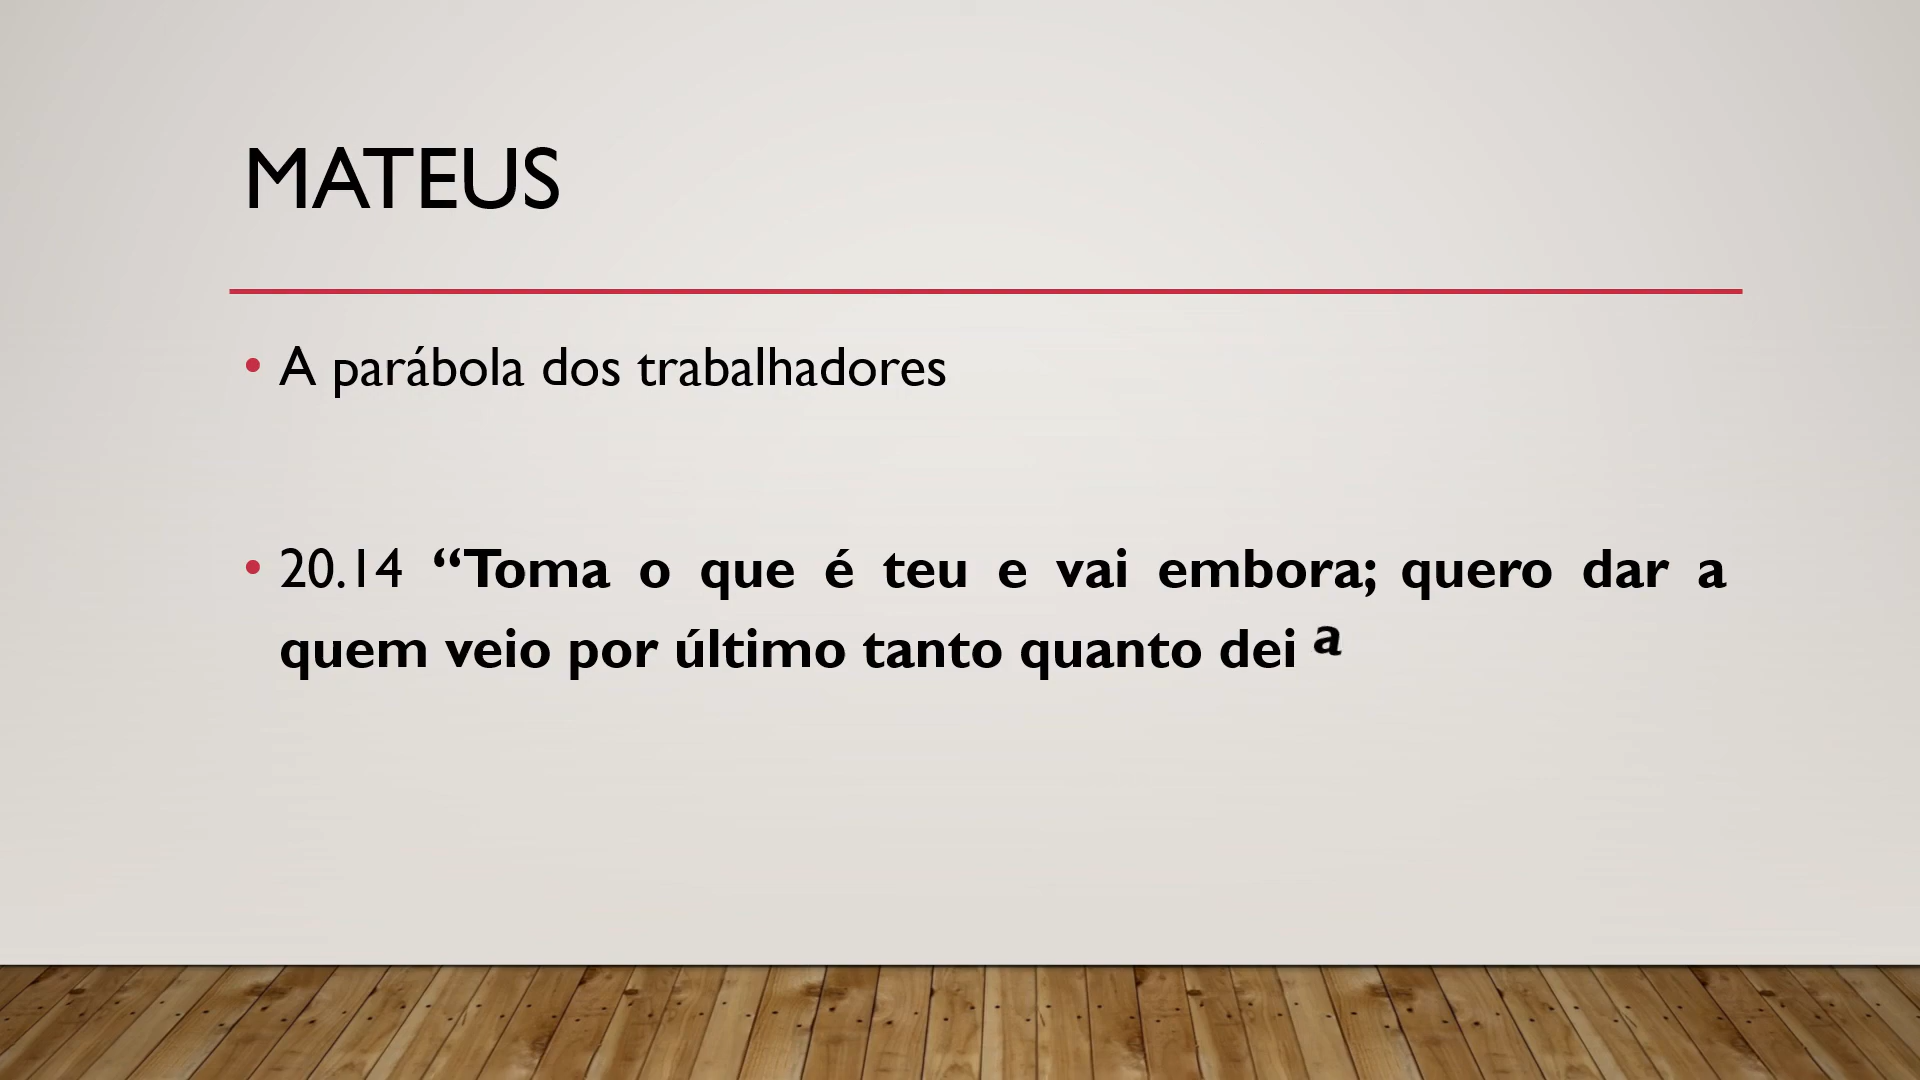 MATEUS
• A parábola dos trabalhadores
• 20.14 “Toma o que é teu e vai embora; quero dar a
quem veio por último tanto quanto dei a